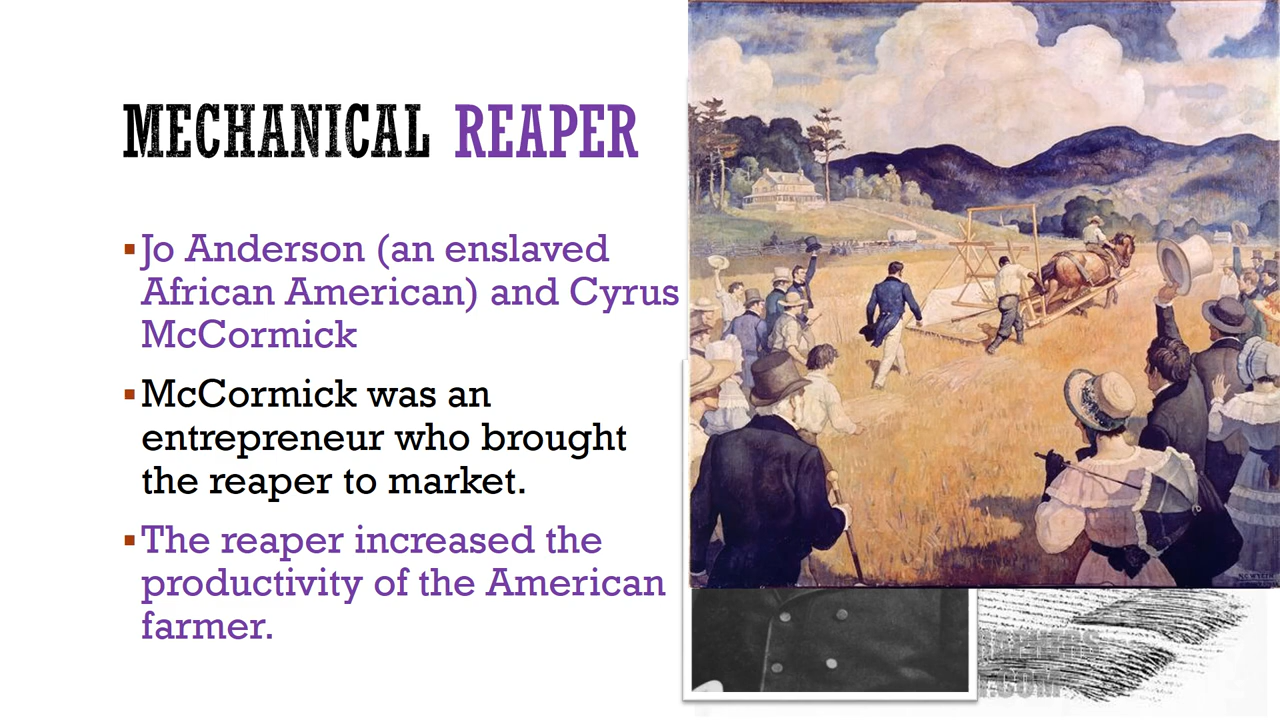 MECHANICAL REAPER
▪Jo Anderson (an enslaved
African American) and Cyrus
McCormick
▪McCormick was an
entrepreneur who brought
the reaper to market.
▪The reaper increased the
productivity of the American
farmer.